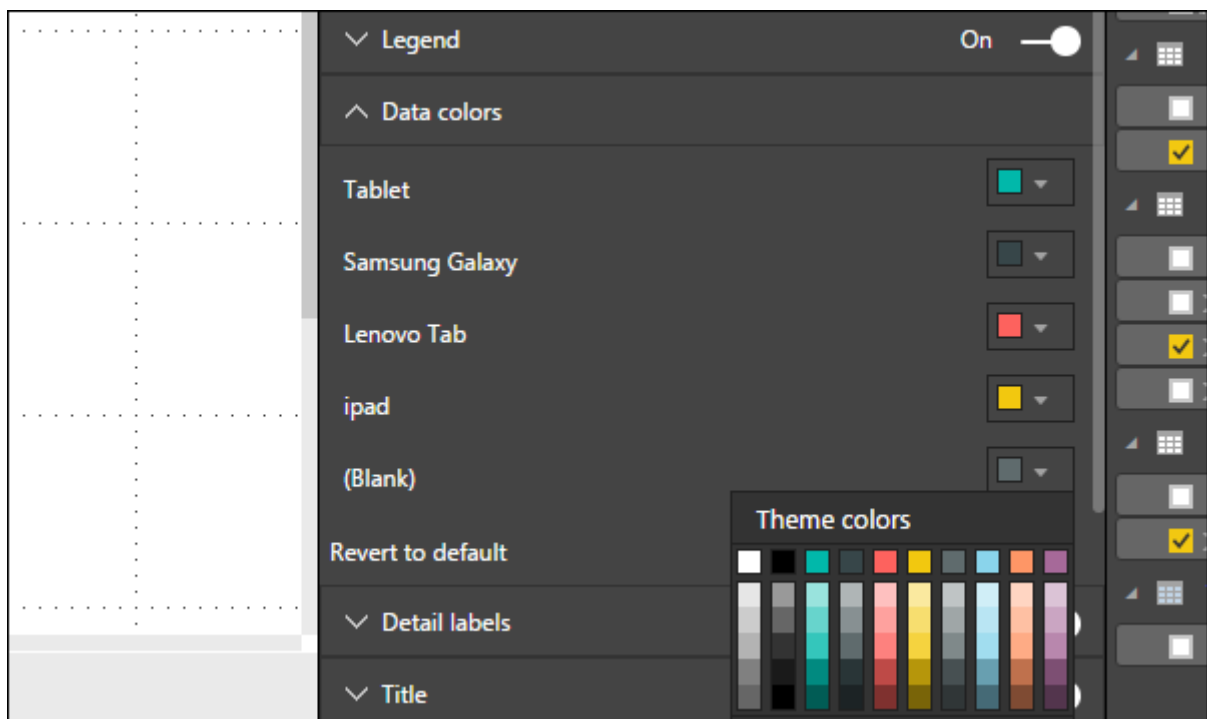 Legend On
Data colors
Tablet
Samsung Galaxy
Lenovo Tab
ipad
(Blank)
Theme colors
Revert to default
Detail labels
Title